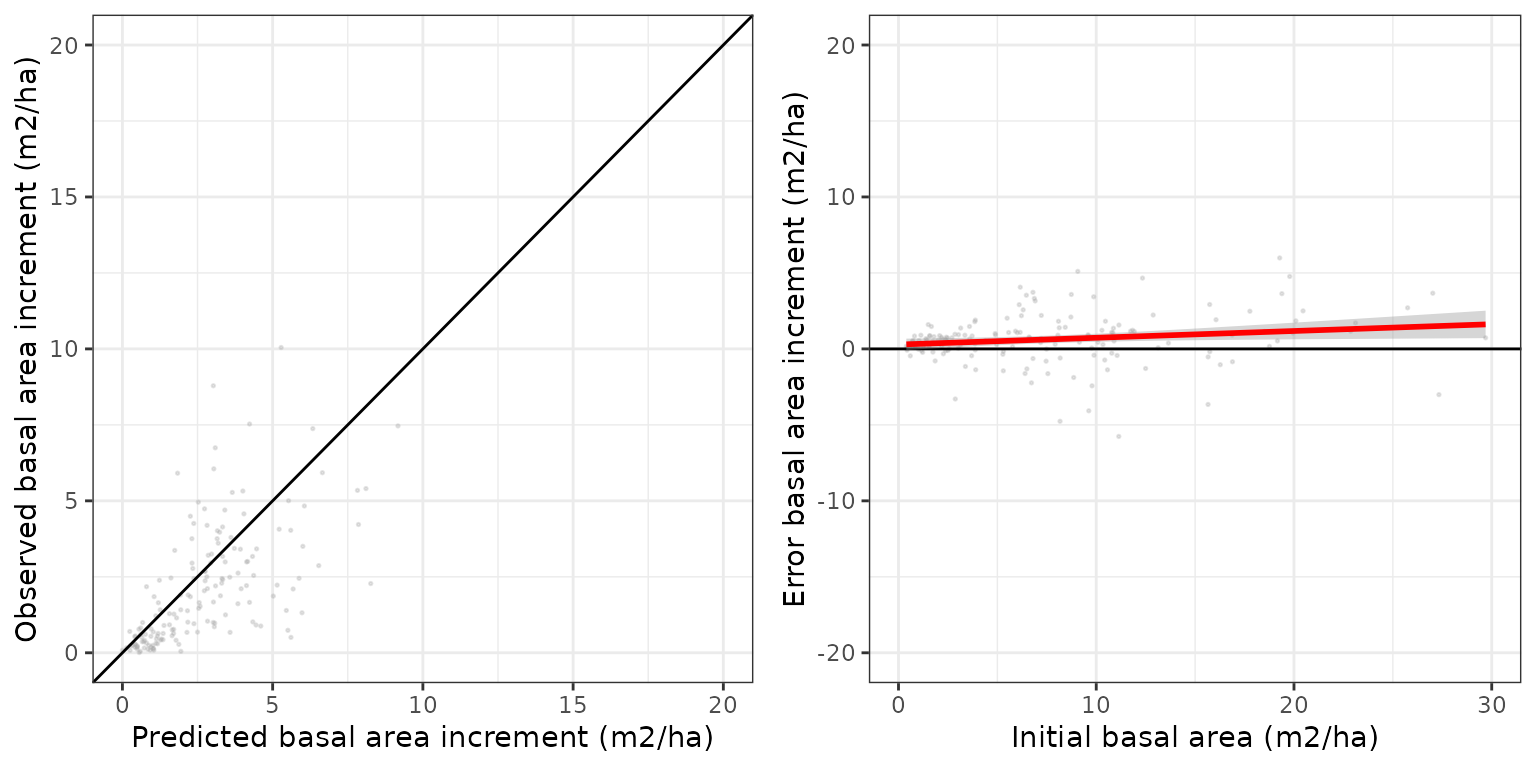 Observed basal area increment (m2/ha)
20
15
10
5
0
0 5 10 15 20
Predicted basal area increment (m2/ha)
Error basal area increment (m2/ha)
20
10
0
-10
-20
0 10 20 30
Initial basal area (m2/ha)